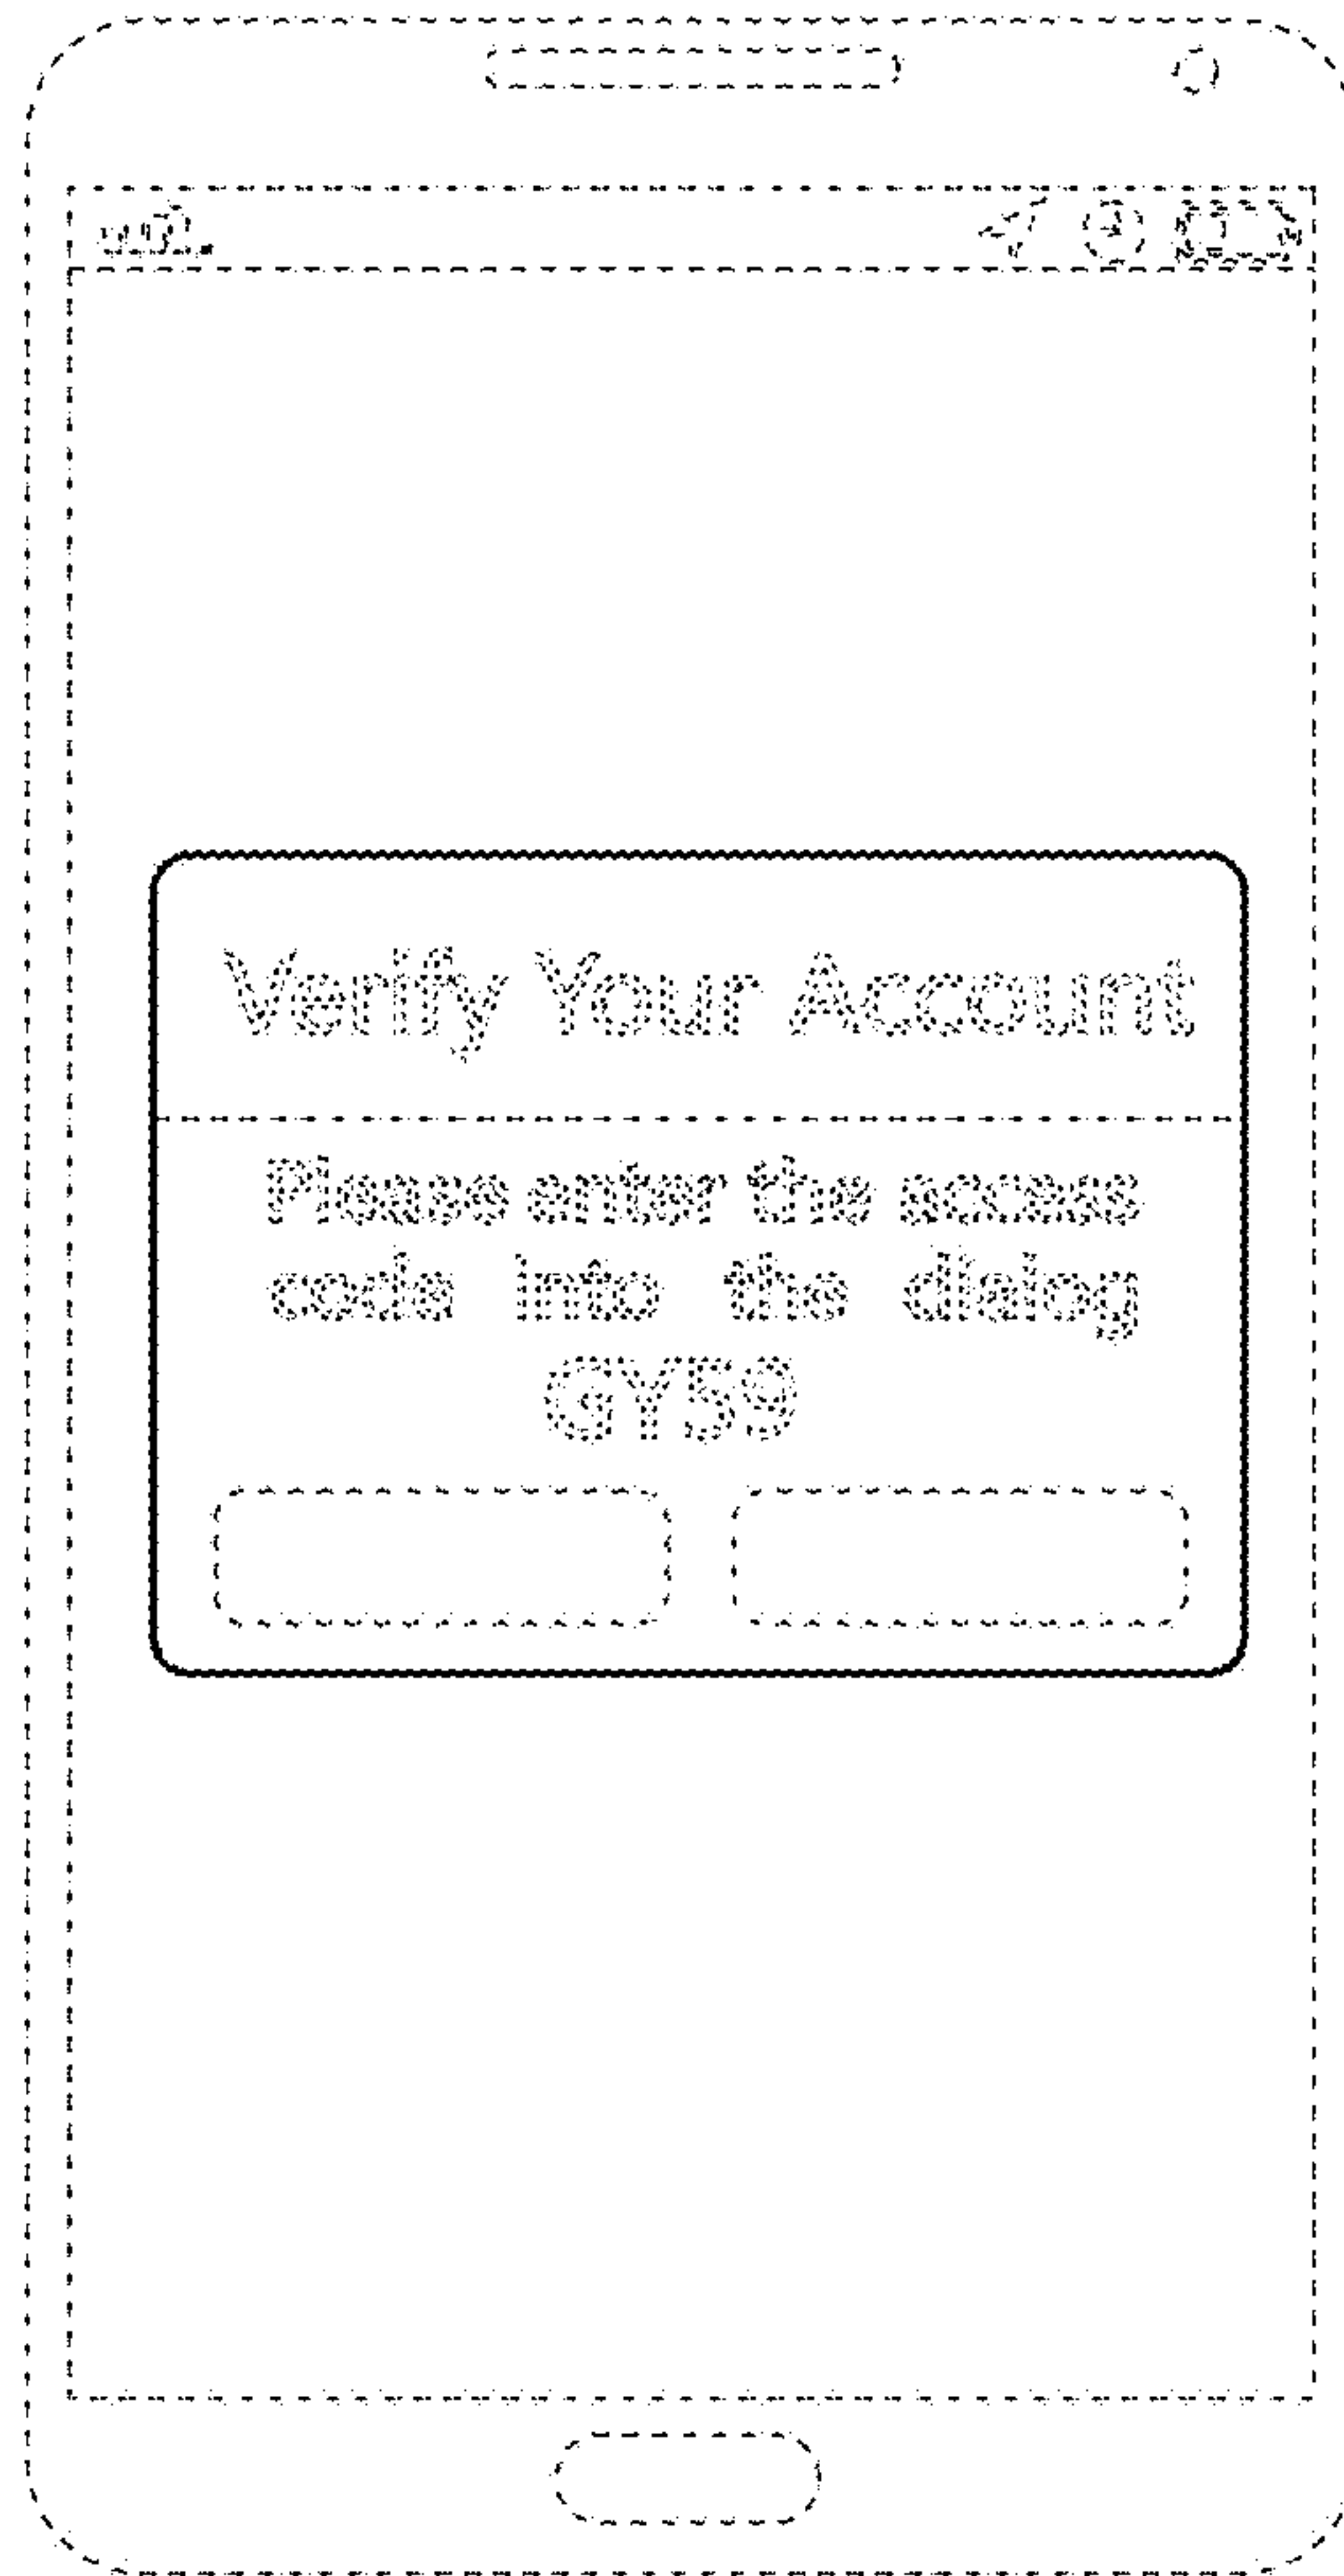 Verify Your Account
Please enter the access
code into the dialog
GY59